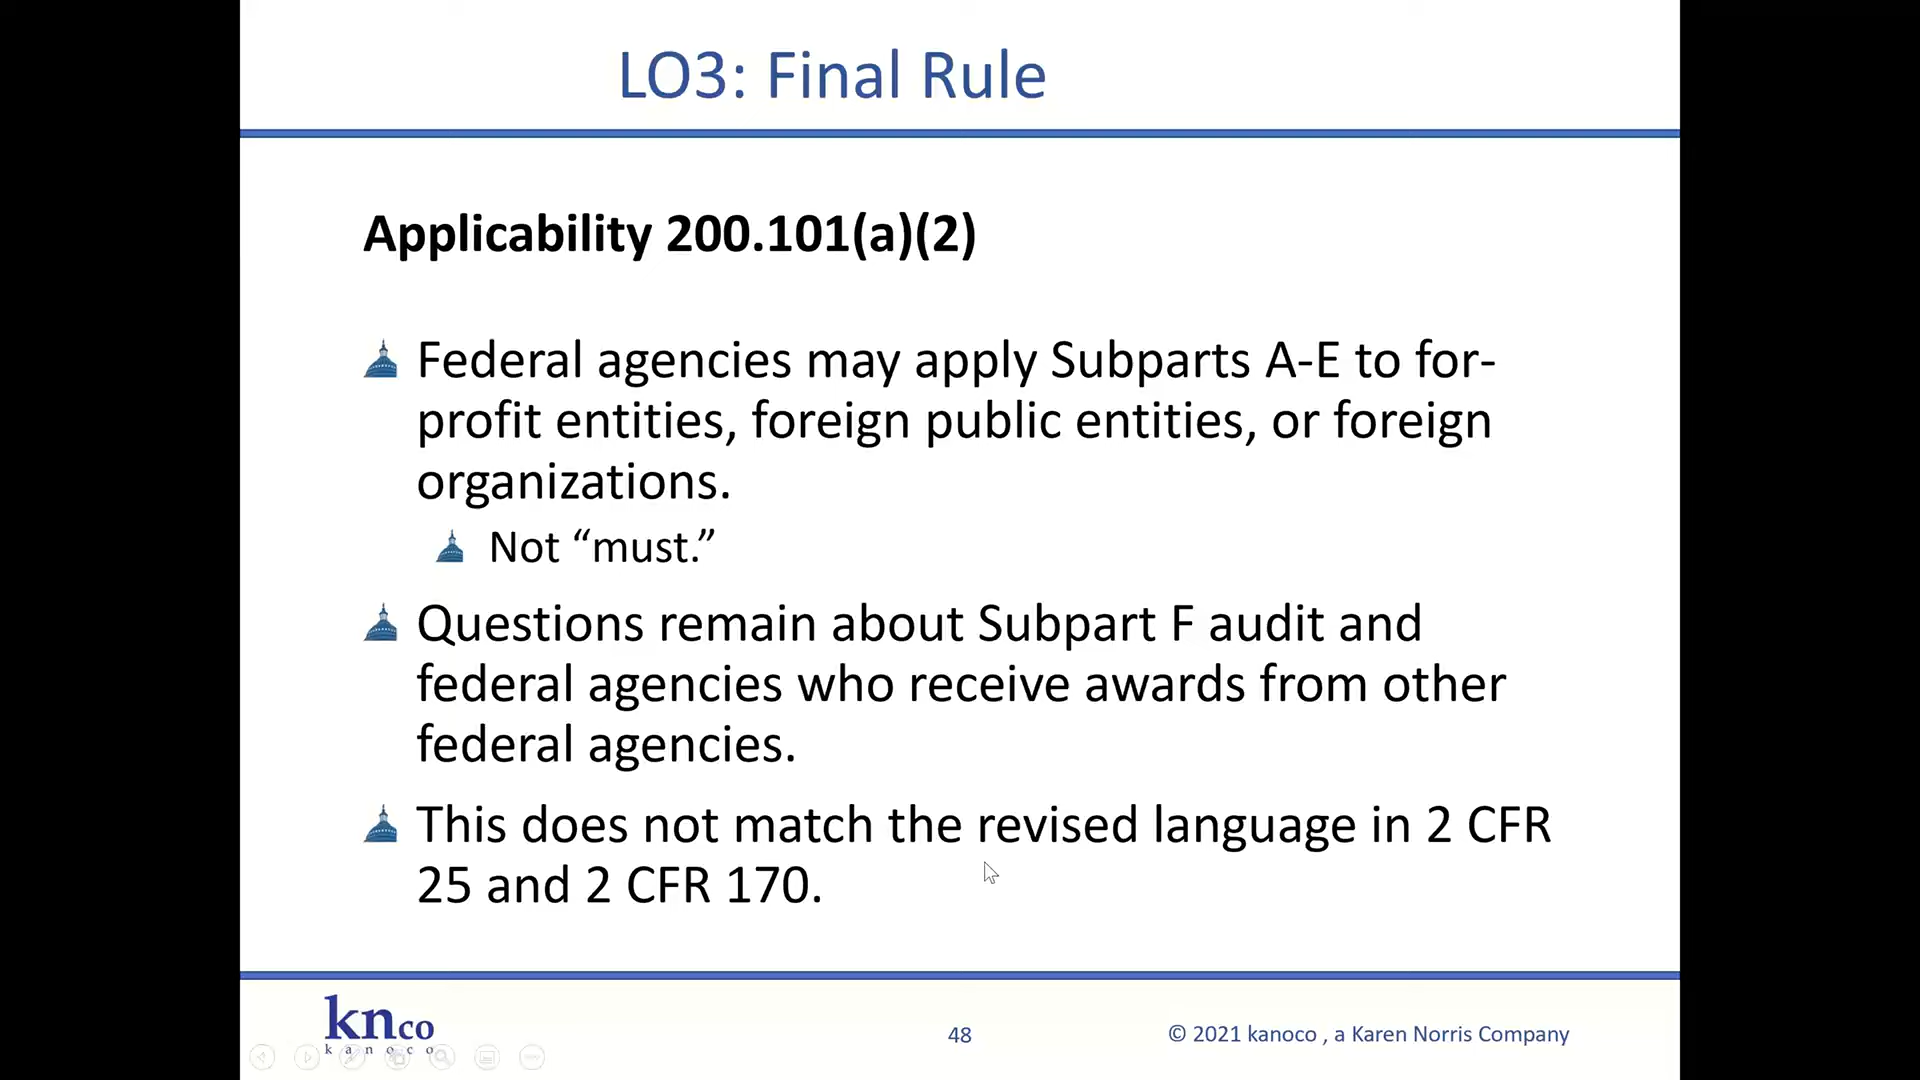 LO3: Final Rule
Applicability 200.101(a)(2)
Federal agencies may apply Subparts A-E to for-
profit entities, foreign public entities, or foreign
organizations.
Not “must.”
Questions remain about Subpart F audit and
federal agencies who receive awards from other
federal agencies.
This does not match the revised language in 2 CFR
25 and 2 CFR 170.
knco
kanoco
48
© 2021 kanoco , a Karen Norris Company